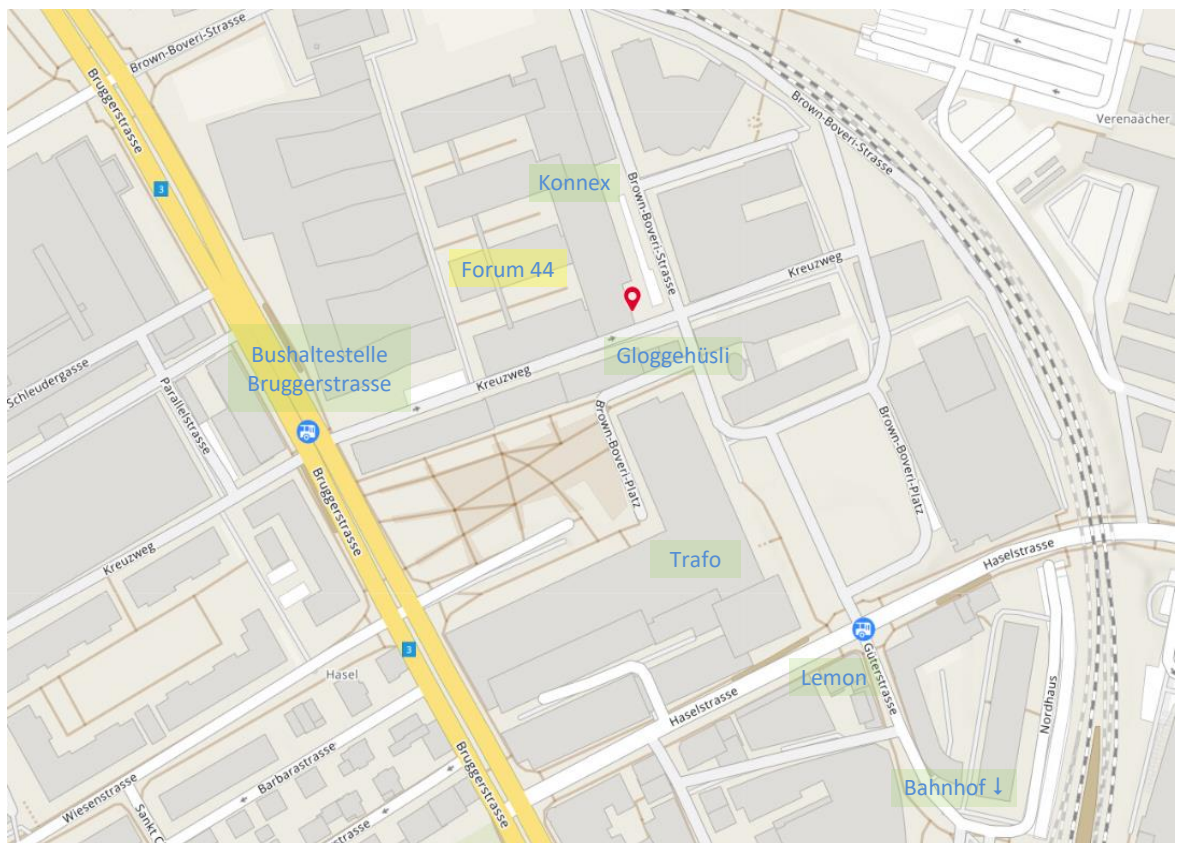 Brown-Boveri-Strasse
Bruggerstrasse
3
Brown-Boveri-Strasse
Verenaächer
Konnex
Brown-Boveri-Strasse
Forum 44
Kreuzweg
Bushaltestelle
Bruggerstrasse
Gloggehüsli
Schleudergasse
Parallelstrasse
Kreuzweg
Brown-Boveri-Platz
Brown-Boveri-Platz
Bruggerstrasse
Kreuzweg
Trafo
Haselstrasse
3
Hasel
Lemon
Güterstrasse
Nordhaus
Haselstrasse
Bruggerstrasse
Wiesenstrasse
Barbarastrasse
Bahnhof ↓
Sankt C